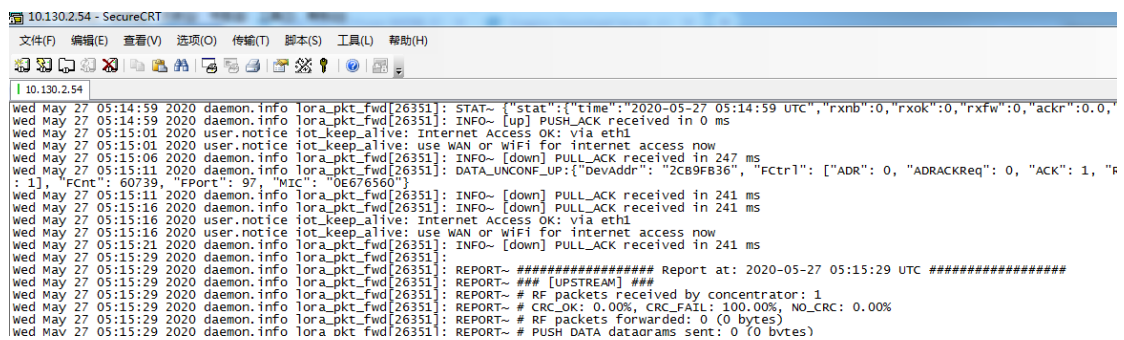 10.130.2.54 - SecureCRT
文件(F) 编辑(E) 查看(V) 选项(O) 传输(T) 脚本(S) 工具(L) 帮助(H)
10.130.2.54
Wed May 27 05:14:59 2020 daemon.info lora_pkt_fwd[26351]: STAT~ {"stat":{"time":"2020-05-27 05:14:59 UTC","rxnb":0,"rxok":0,"rxfw":0,"ackr":0.0,"
Wed May 27 05:14:59 2020 daemon.info lora_pkt_fwd[26351]: INFO~ [up] PUSH_ACK received in 0 ms
Wed May 27 05:15:01 2020 user.notice iot_keep_alive: Internet Access OK: via eth1
Wed May 27 05:15:01 2020 user.notice iot_keep_alive: use WAN or WiFi for internet access now
Wed May 27 05:15:06 2020 daemon.info lora_pkt_fwd[26351]: INFO~ [down] PULL_ACK received in 247 ms
Wed May 27 05:15:11 2020 daemon.info lora_pkt_fwd[26351]: DATA_UNCONF_UP:{"DevAddr": "2CB9FB36", "FCtrl": ["ADR": 0, "ADRACKReq": 0, "ACK": 1, "R
: 1], "FCnt": 60739, "FPort": 97, "MIC": "0E676560"}
Wed May 27 05:15:11 2020 daemon.info lora_pkt_fwd[26351]: INFO~ [down] PULL_ACK received in 241 ms
Wed May 27 05:15:16 2020 daemon.info lora_pkt_fwd[26351]: INFO~ [down] PULL_ACK received in 241 ms
Wed May 27 05:15:16 2020 user.notice iot_keep_alive: Internet Access OK: via eth1
Wed May 27 05:15:16 2020 user.notice iot_keep_alive: use WAN or WiFi for internet access now
Wed May 27 05:15:21 2020 daemon.info lora_pkt_fwd[26351]: INFO~ [down] PULL_ACK received in 241 ms
Wed May 27 05:15:29 2020 daemon.info lora_pkt_fwd[26351]:
Wed May 27 05:15:29 2020 daemon.info lora_pkt_fwd[26351]: REPORT~ ################## Report at: 2020-05-27 05:15:29 UTC ##################
Wed May 27 05:15:29 2020 daemon.info lora_pkt_fwd[26351]: REPORT~ ### [UPSTREAM] ###
Wed May 27 05:15:29 2020 daemon.info lora_pkt_fwd[26351]: REPORT~ # RF packets received by concentrator: 1
Wed May 27 05:15:29 2020 daemon.info lora_pkt_fwd[26351]: REPORT~ # CRC_OK: 0.00%, CRC_FAIL: 100.00%, NO_CRC: 0.00%
Wed May 27 05:15:29 2020 daemon.info lora_pkt_fwd[26351]: REPORT~ # RF packets forwarded: 0 (0 bytes)
Wed May 27 05:15:29 2020 daemon.info lora_pkt_fwd[26351]: REPORT~ # PUSH_DATA datagrams sent: 0 (0 bytes)